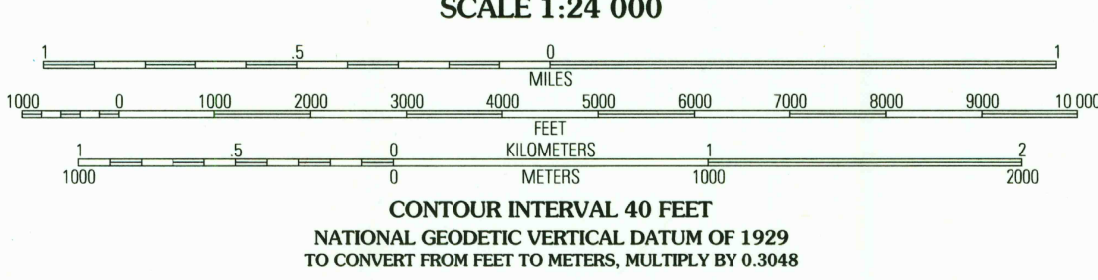 SCALE 1:24 000
1 .5 0 1
MILES
1000 0 1000 2000 3000 4000 5000 6000 7000 8000 9000 10 000
FEET
1 .5 0 KILOMETERS 1 2
1000 0 METERS 1000 2000
CONTOUR INTERVAL 40 FEET
NATIONAL GEODETIC VERTICAL DATUM OF 1929
TO CONVERT FROM FEET TO METERS, MULTIPLY BY 0.3048